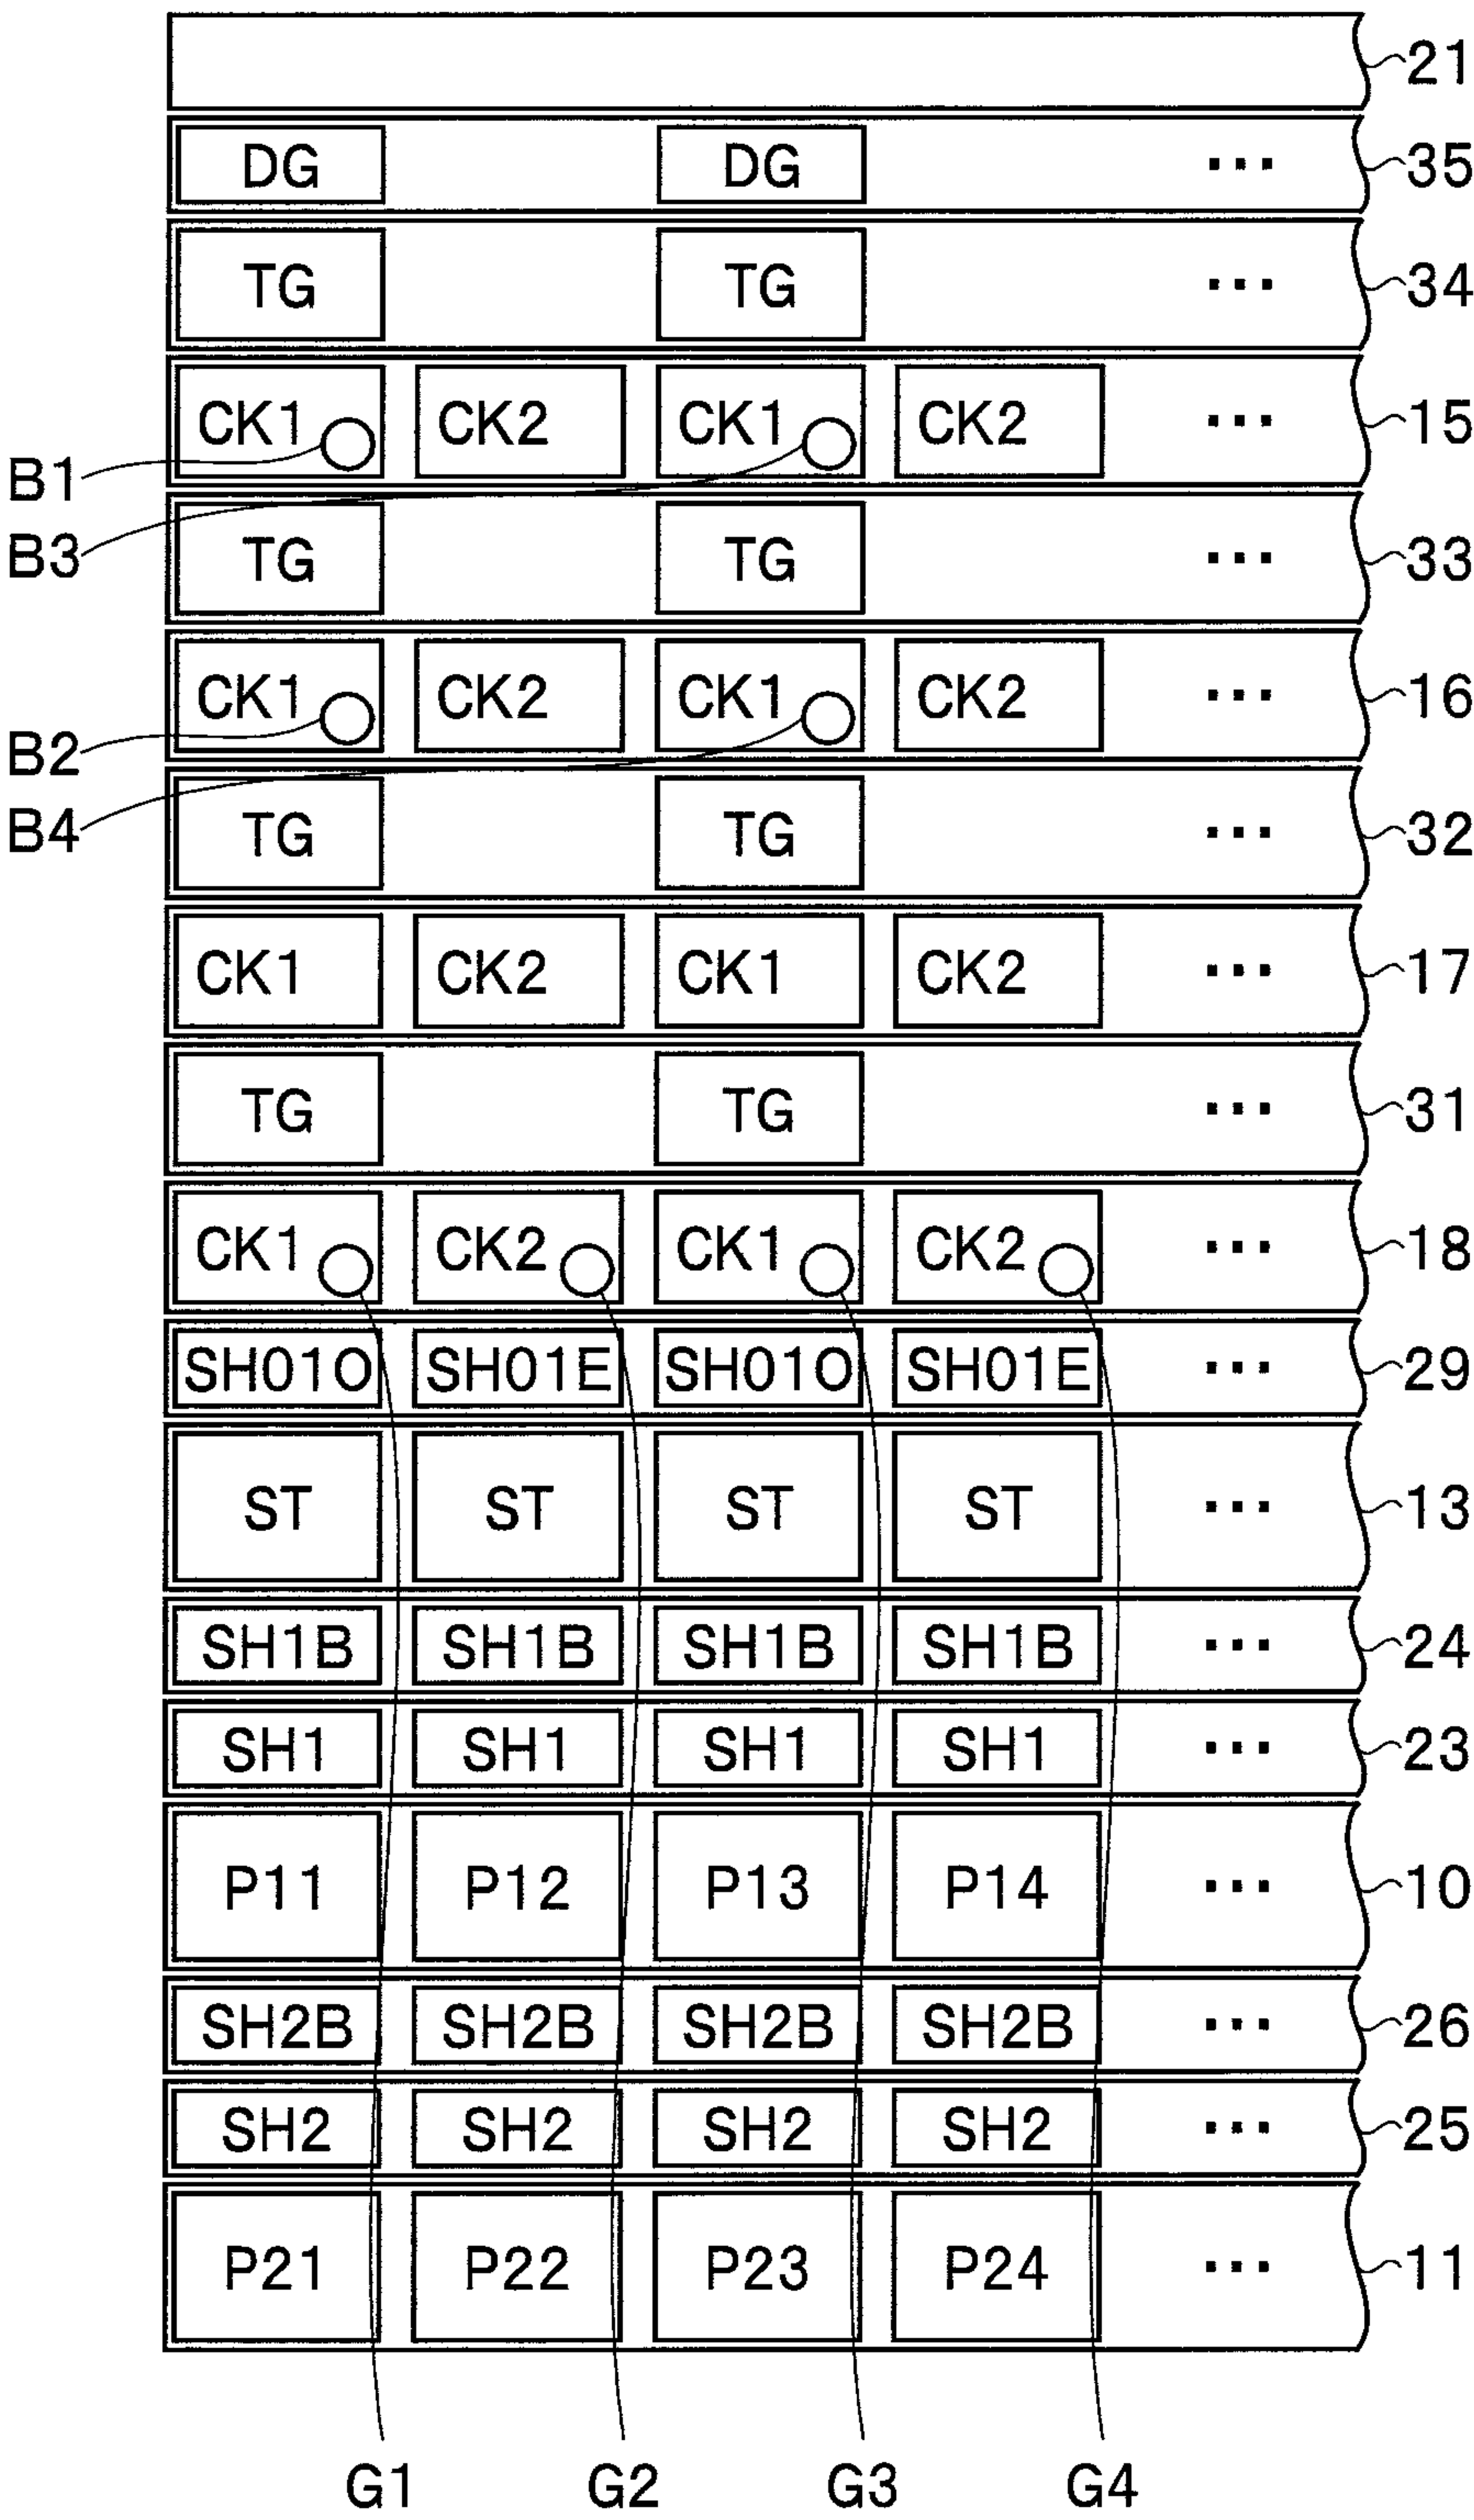 21
DG DG ... 35
TG TG ... 34
CK1 CK2 CK1 CK2 ... 15
B1
B3
TG TG ... 33
CK1 CK2 CK1 CK2 ... 16
B2
B4
TG TG ... 32
CK1 CK2 CK1 CK2 ... 17
TG TG ... 31
CK1 CK2 CK1 CK2 ... 18
SH01O SH01E SH01O SH01E ... 29
ST ST ST ST ... 13
SH1B SH1B SH1B SH1B ... 24
SH1 SH1 SH1 SH1 ... 23
P11 P12 P13 P14 ... 10
SH2B SH2B SH2B SH2B ... 26
SH2 SH2 SH2 SH2 ... 25
P21 P22 P23 P24 ... 11
G1 G2 G3 G4